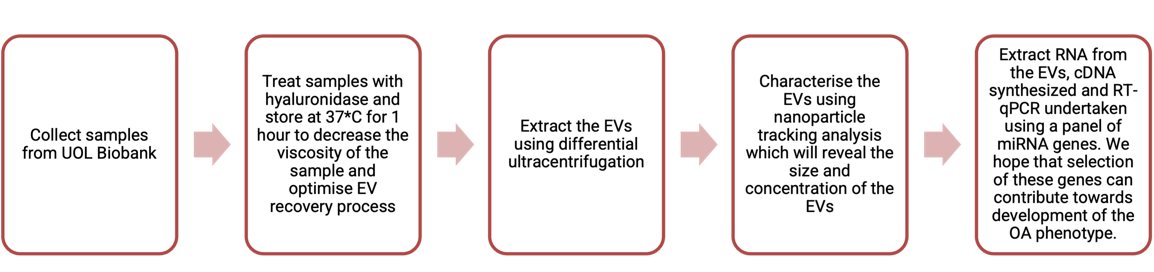 Collect samples
from UOL Biobank
Treat samples with
hyaluronidase and
store at 37*C for 1
hour to decrease the
viscosity of the
sample and
optimise EV
recovery process
Extract the EVs
using differential
ultracentrifugation
Characterise the
EVs using
nanoparticle
tracking analysis
which will reveal the
size and
concentration of the
EVs
Extract RNA from
the EVs, cDNA
synthesized and RT-
qPCR undertaken
using a panel of
miRNA genes. We
hope that selection
of these genes can
contribute towards
development of the
OA phenotype.